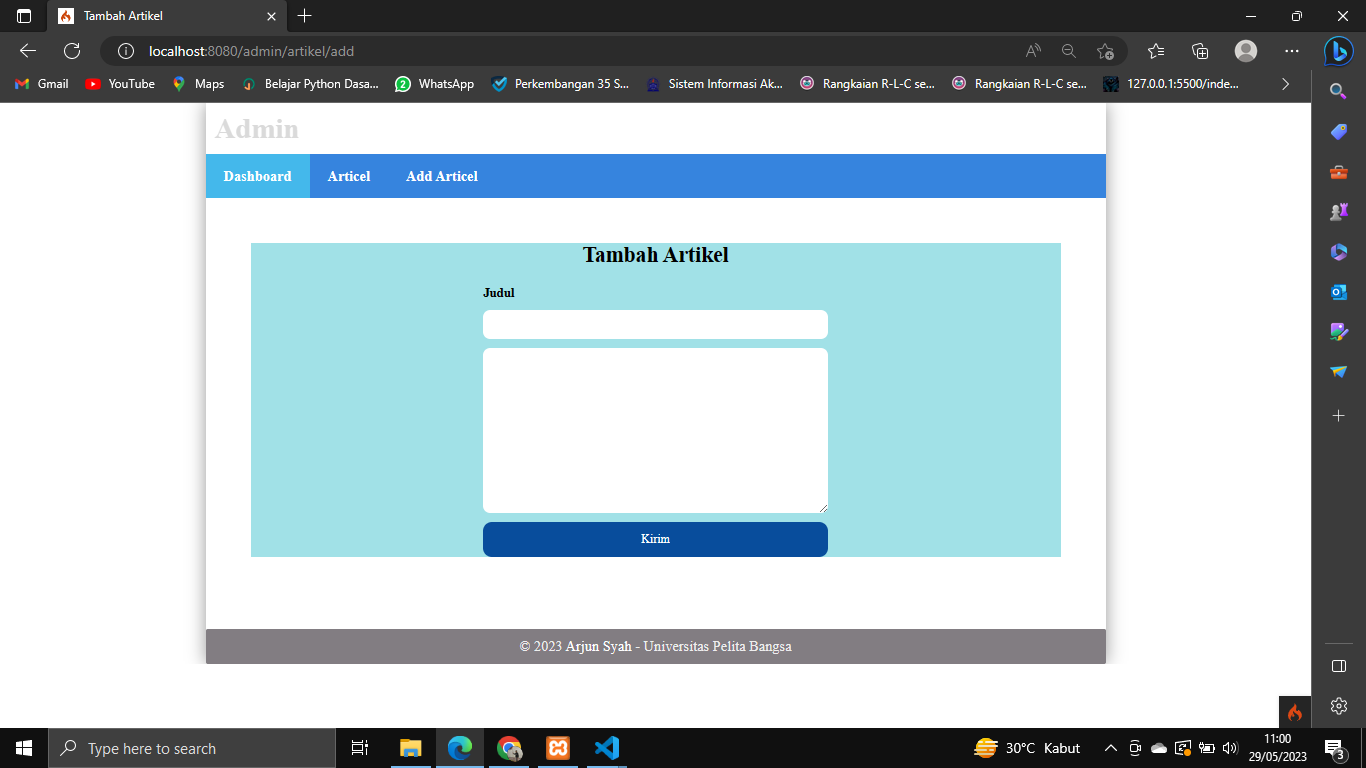 Tambah Artikel
localhost:8080/admin/artikel/add
Gmail YouTube Maps Belajar Python Dasa... WhatsApp Perkembangan 35 S... Sistem Informasi Ak... Rangkaian R-L-C se... Rangkaian R-L-C se... 127.0.0.1:5500/inde...
Admin
Dashboard Articel Add Articel
Tambah Artikel
Judul
Kirim
© 2023 Arjun Syah - Universitas Pelita Bangsa
Type here to search
30°C Kabut
11:00
29/05/2023
3